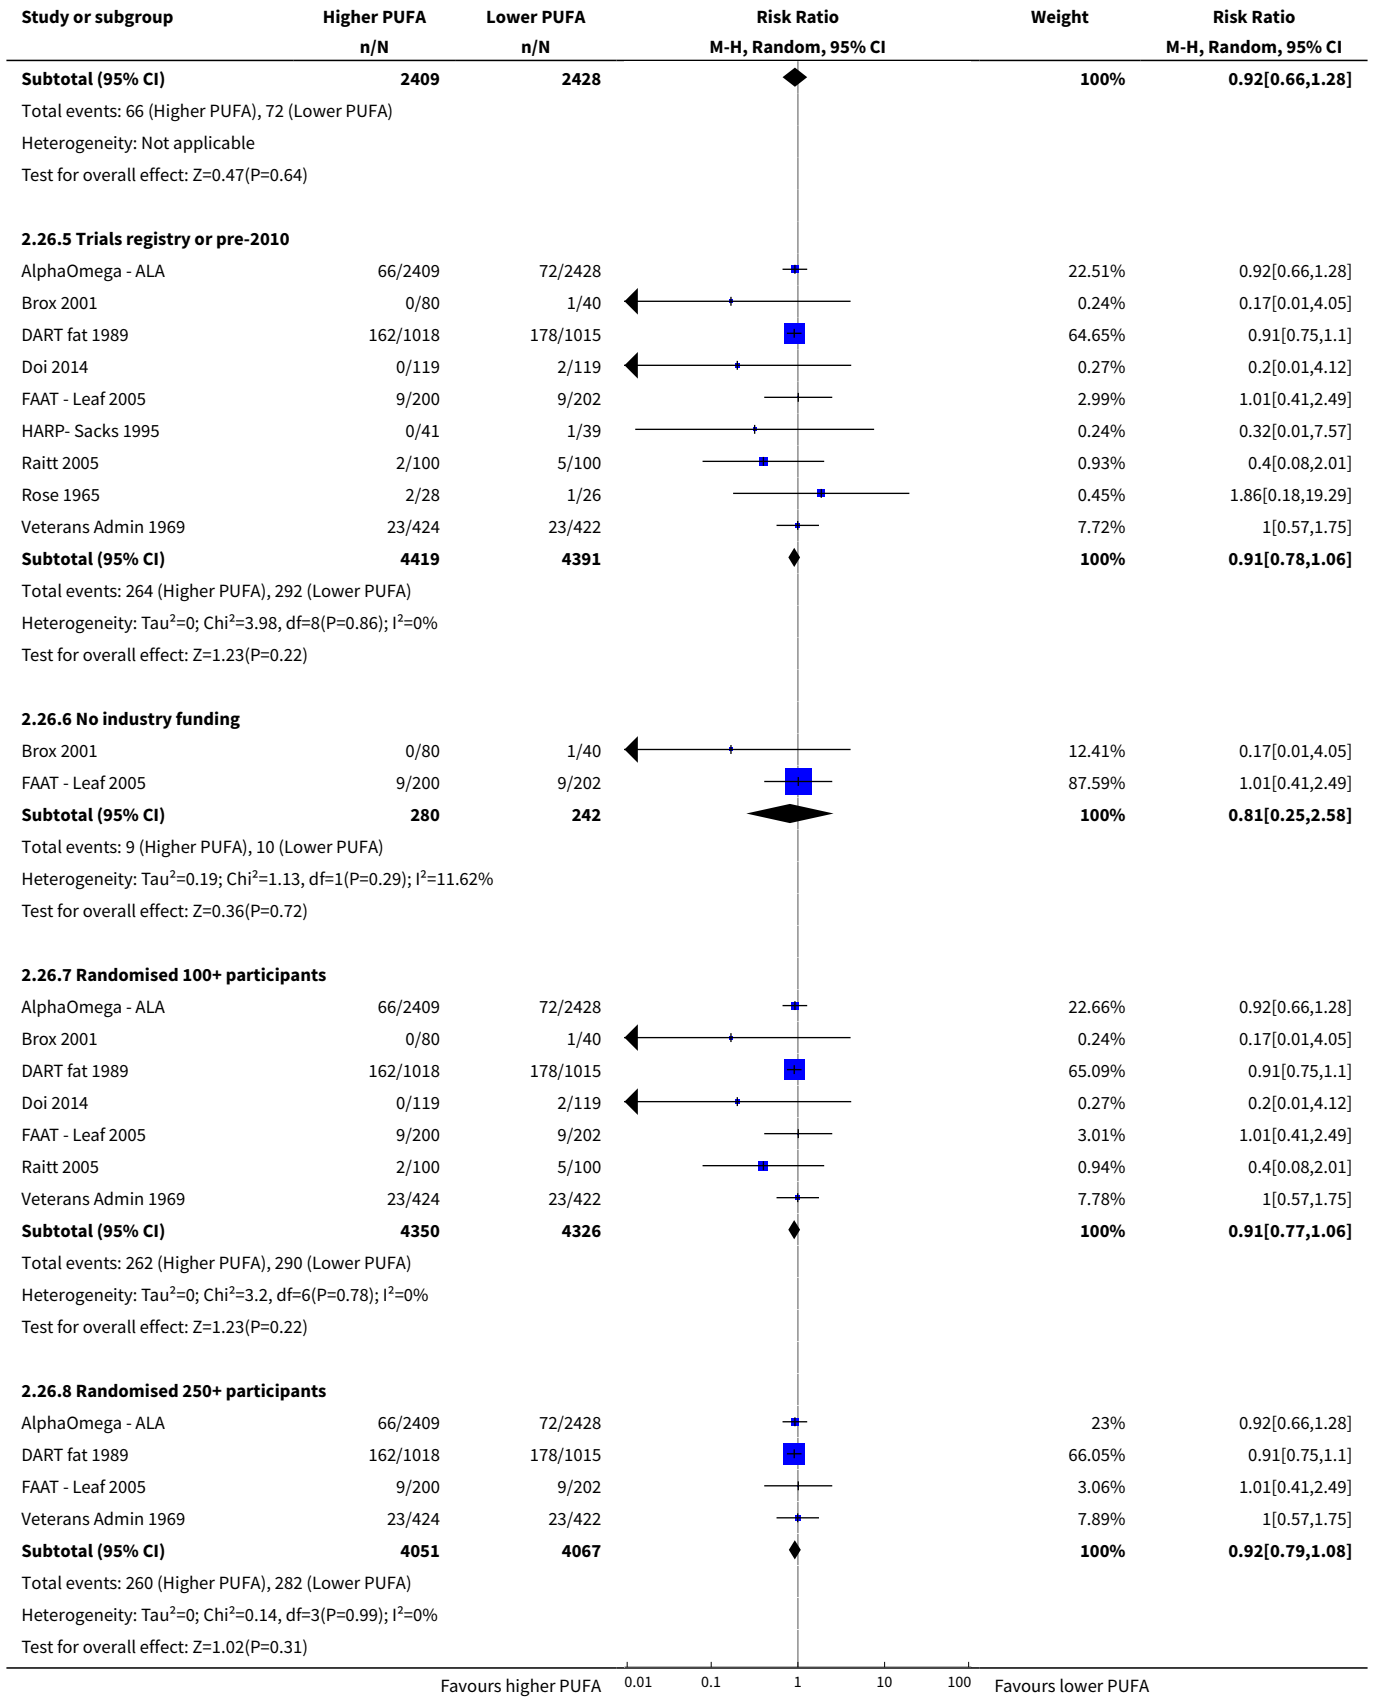 Study or subgroup Higher PUFA Lower PUFA Risk Ratio Weight Risk Ratio
n/N n/N M-H, Random, 95% CI M-H, Random, 95% CI
Subtotal (95% CI) 2409 2428 100% 0.92[0.66,1.28]
Total events: 66 (Higher PUFA), 72 (Lower PUFA)
Heterogeneity: Not applicable
Test for overall effect: Z=0.47(P=0.64)
2.26.5 Trials registry or pre-2010
AlphaOmega - ALA 66/2409 72/2428 22.51% 0.92[0.66,1.28]
Brox 2001 0/80 1/40 0.24% 0.17[0.01,4.05]
DART fat 1989 162/1018 178/1015 64.65% 0.91[0.75,1.1]
Doi 2014 0/119 2/119 0.27% 0.2[0.01,4.12]
FAAT - Leaf 2005 9/200 9/202 2.99% 1.01[0.41,2.49]
HARP- Sacks 1995 0/41 1/39 0.24% 0.32[0.01,7.57]
Raitt 2005 2/100 5/100 0.93% 0.4[0.08,2.01]
Rose 1965 2/28 1/26 0.45% 1.86[0.18,19.29]
Veterans Admin 1969 23/424 23/422 7.72% 1[0.57,1.75]
Subtotal (95% CI) 4419 4391 100% 0.91[0.78,1.06]
Total events: 264 (Higher PUFA), 292 (Lower PUFA)
Heterogeneity: Tau²=0; Chi²=3.98, df=8(P=0.86); I²=0%
Test for overall effect: Z=1.23(P=0.22)
2.26.6 No industry funding
Brox 2001 0/80 1/40 12.41% 0.17[0.01,4.05]
FAAT - Leaf 2005 9/200 9/202 87.59% 1.01[0.41,2.49]
Subtotal (95% CI) 280 242 100% 0.81[0.25,2.58]
Total events: 9 (Higher PUFA), 10 (Lower PUFA)
Heterogeneity: Tau²=0.19; Chi²=1.13, df=1(P=0.29); I²=11.62%
Test for overall effect: Z=0.36(P=0.72)
2.26.7 Randomised 100+ participants
AlphaOmega - ALA 66/2409 72/2428 22.66% 0.92[0.66,1.28]
Brox 2001 0/80 1/40 0.24% 0.17[0.01,4.05]
DART fat 1989 162/1018 178/1015 65.09% 0.91[0.75,1.1]
Doi 2014 0/119 2/119 0.27% 0.2[0.01,4.12]
FAAT - Leaf 2005 9/200 9/202 3.01% 1.01[0.41,2.49]
Raitt 2005 2/100 5/100 0.94% 0.4[0.08,2.01]
Veterans Admin 1969 23/424 23/422 7.78% 1[0.57,1.75]
Subtotal (95% CI) 4350 4326 100% 0.91[0.77,1.06]
Total events: 262 (Higher PUFA), 290 (Lower PUFA)
Heterogeneity: Tau²=0; Chi²=3.2, df=6(P=0.78); I²=0%
Test for overall effect: Z=1.23(P=0.22)
2.26.8 Randomised 250+ participants
AlphaOmega - ALA 66/2409 72/2428 23% 0.92[0.66,1.28]
DART fat 1989 162/1018 178/1015 66.05% 0.91[0.75,1.1]
FAAT - Leaf 2005 9/200 9/202 3.06% 1.01[0.41,2.49]
Veterans Admin 1969 23/424 23/422 7.89% 1[0.57,1.75]
Subtotal (95% CI) 4051 4067 100% 0.92[0.79,1.08]
Total events: 260 (Higher PUFA), 282 (Lower PUFA)
Heterogeneity: Tau²=0; Chi²=0.14, df=3(P=0.99); I²=0%
Test for overall effect: Z=1.02(P=0.31)
Favours higher PUFA 0.01 0.1 1 10 100 Favours lower PUFA